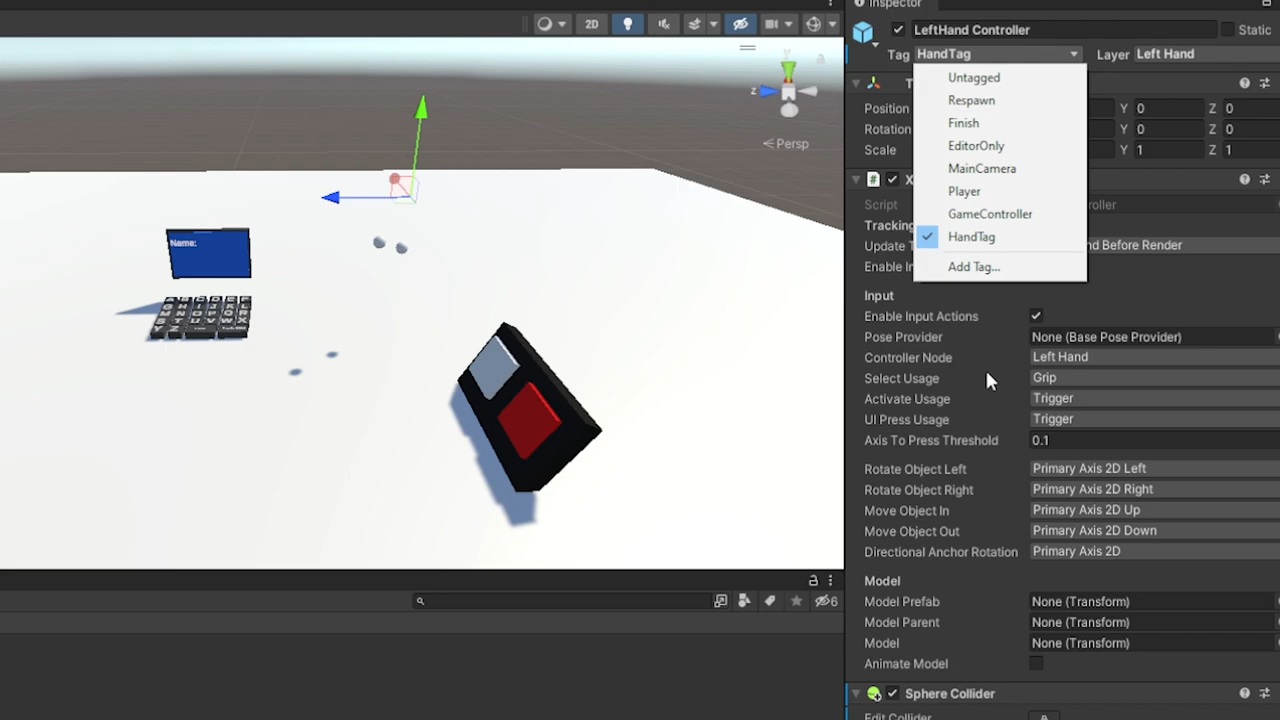 Inspector
LeftHand Controller
Static
Tag HandTag
Layer Left Hand
2D
Untagged
Respawn
Finish
EditorOnly
MainCamera
Player
GameController
HandTag
Add Tag...
Position
Y 0
Z 0
Rotation
Y 0
Z 0
Scale
Y 1
Z 1
Y
Z
Persp
Name:
Script
Tracking
Update T
nd Before Render
Enable In
Input
Enable Input Actions
Pose Provider None (Base Pose Provider)
Controller Node Left Hand
Select Usage Grip
Activate Usage Trigger
UI Press Usage Trigger
Axis To Press Threshold 0.1
Rotate Object Left Primary Axis 2D Left
Rotate Object Right Primary Axis 2D Right
Move Object In Primary Axis 2D Up
Move Object Out Primary Axis 2D Down
Directional Anchor Rotation Primary Axis 2D
Model
Model Prefab None (Transform)
Model Parent None (Transform)
Model None (Transform)
Animate Model
Sphere Collider
Edit Collider
6